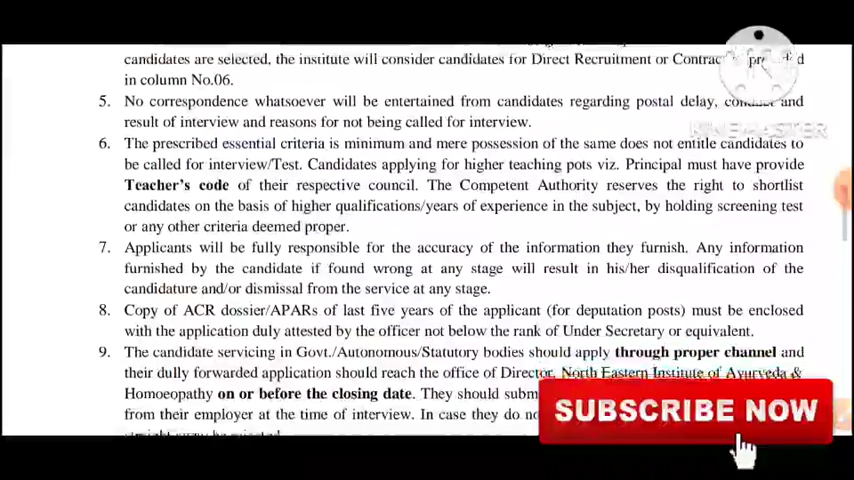 candidates are selected, the institute will consider candidates for Direct Recruitment or
in column No.06.
5. No correspondence whatsoever will be entertained from candidates regarding postal delay, conduct and
result of interview and reasons for not being called for interview.
6. The prescribed essential criteria is minimum and mere possession of the same does not entitle candidates to
be called for interview/Test. Candidates applying for higher teaching pots viz. Principal must have provide
Teacher's code of their respective council. The Competent Authority reserves the right to shortlist
candidates on the basis of higher qualifications/years of experience in the subject, by holding screening test
or any other criteria deemed proper.
7. Applicants will be fully responsible for the accuracy of the information they furnish. Any information
furnished by the candidate if found wrong at any stage will result in his/her disqualification of the
candidature and/or dismissal from the service at any stage.
8. Copy of ACR dossier/APARs of last five years of the applicant (for deputation posts) must be enclosed
with the application duly attested by the officer not below the rank of Under Secretary or equivalent.
9. The candidate servicing in Govt./Autonomous/Statutory bodies should apply through proper channel and
their dully forwarded application should reach the office of Director, North Eastern Institute of Ayurveda &
Homoeopathy on or before the closing date. They should
from their employer at the time of interview. In case they do
KINEMASTER
SUBSCRIBE NOW